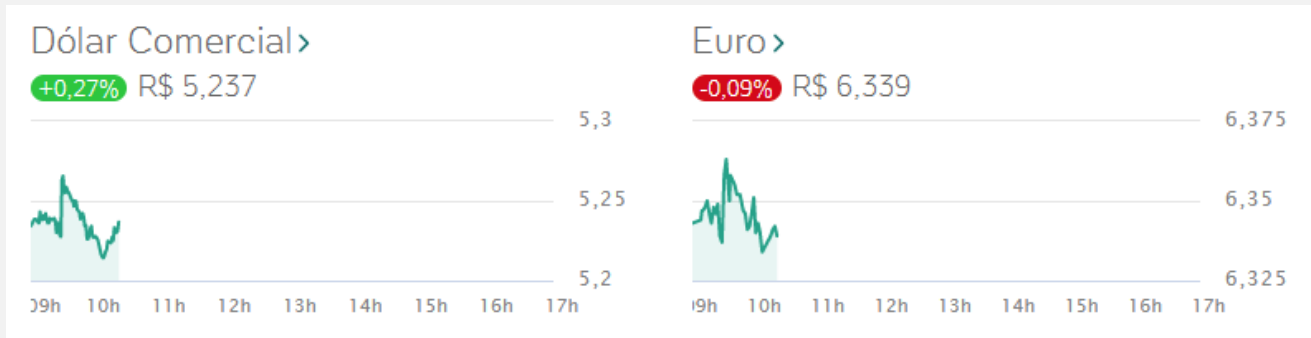 Dólar Comercial >
+0,27% R$ 5,237
5,3
5,25
5,2
09h 10h 11h 12h 13h 14h 15h 16h 17h
Euro >
-0,09% R$ 6,339
6,375
6,35
6,325
9h 10h 11h 12h 13h 14h 15h 16h 17h